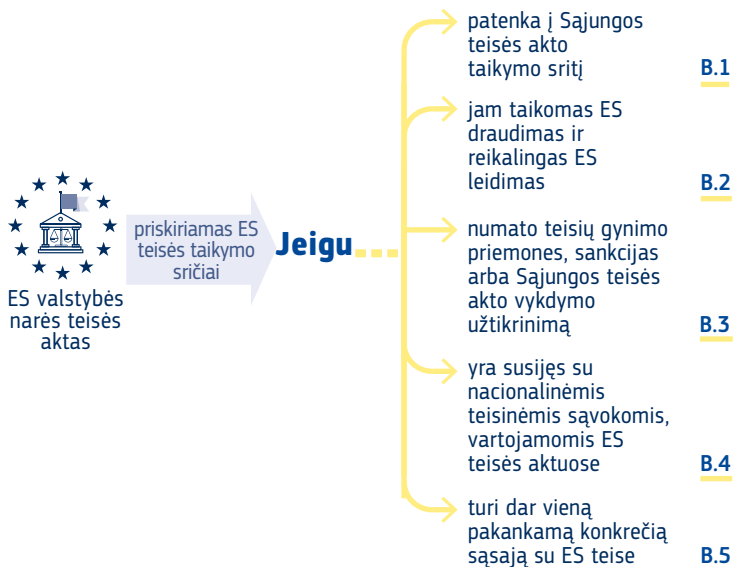 ES valstybės
narės teisės
aktas
priskiriamas ES
teisės taikymo
sričiai
Jeigu
patenka į Sąjungos
teisės akto
taikymo sritį
B.1
jam taikomas ES
draudimas ir
reikalingas ES
leidimas
B.2
numato teisių gynimo
priemones, sankcijas
arba Sąjungos teisės
akto vykdymo
užtikrinimą
B.3
yra susijęs su
nacionalinėmis
teisinėmis sąvokomis,
vartojamomis ES
teisės aktuose
B.4
turi dar vieną
pakankamą konkrečią
sąsają su ES teise
B.5